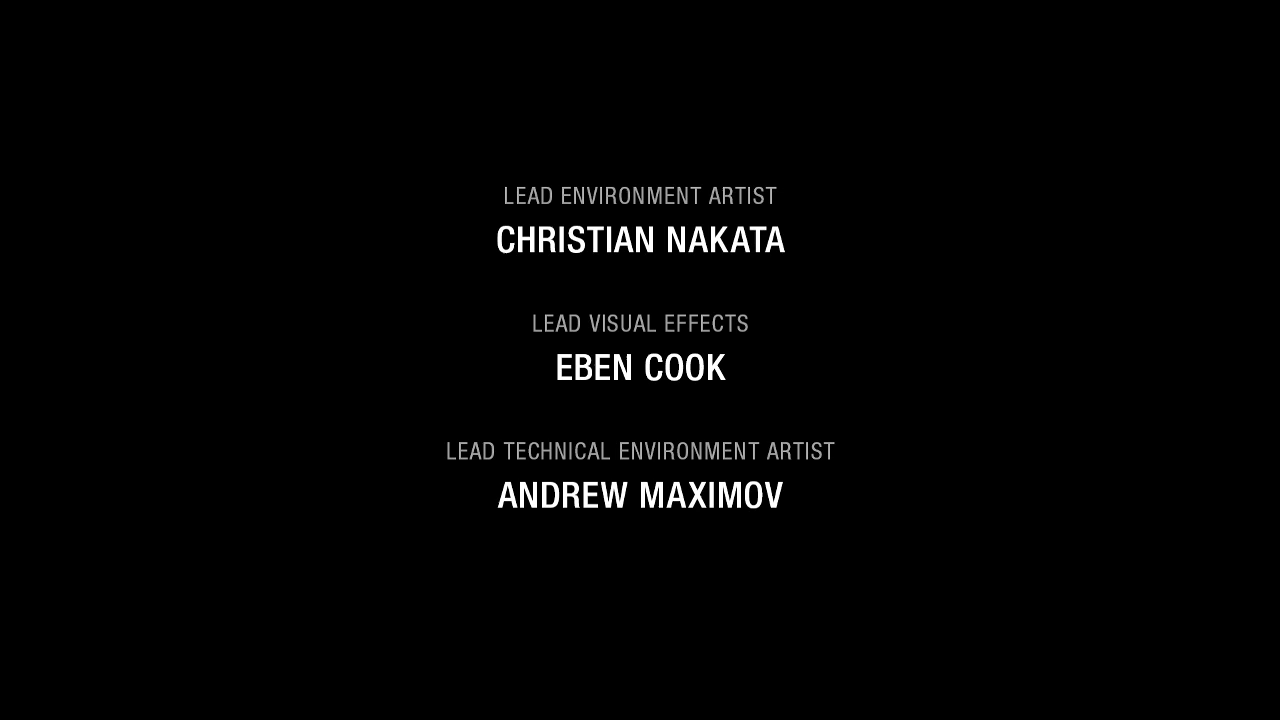 LEAD ENVIRONMENT ARTIST
CHRISTIAN NAKATA
LEAD VISUAL EFFECTS
EBEN COOK
LEAD TECHNICAL ENVIRONMENT ARTIST
ANDREW MAXIMOV